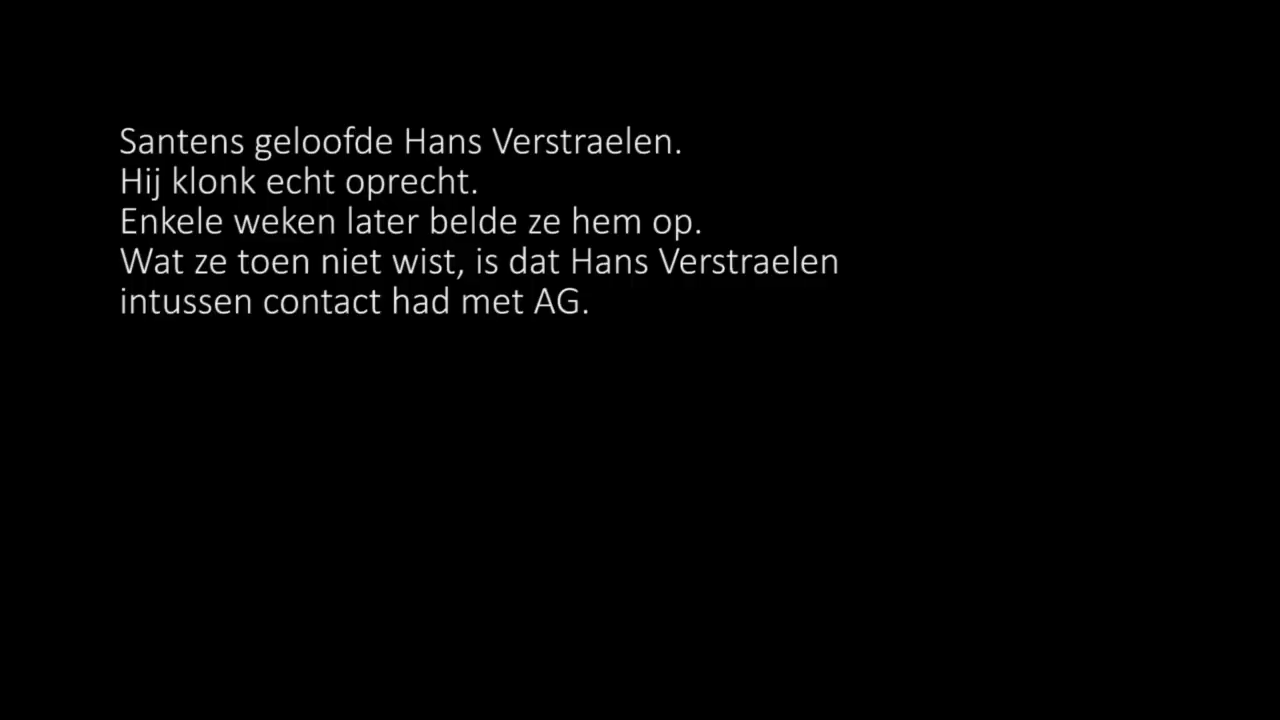 Santens geloofde Hans Verstraelen.
Hij klonk echt oprecht.
Enkele weken later belde ze hem op.
Wat ze toen niet wist, is dat Hans Verstraelen
intussen contact had met AG.